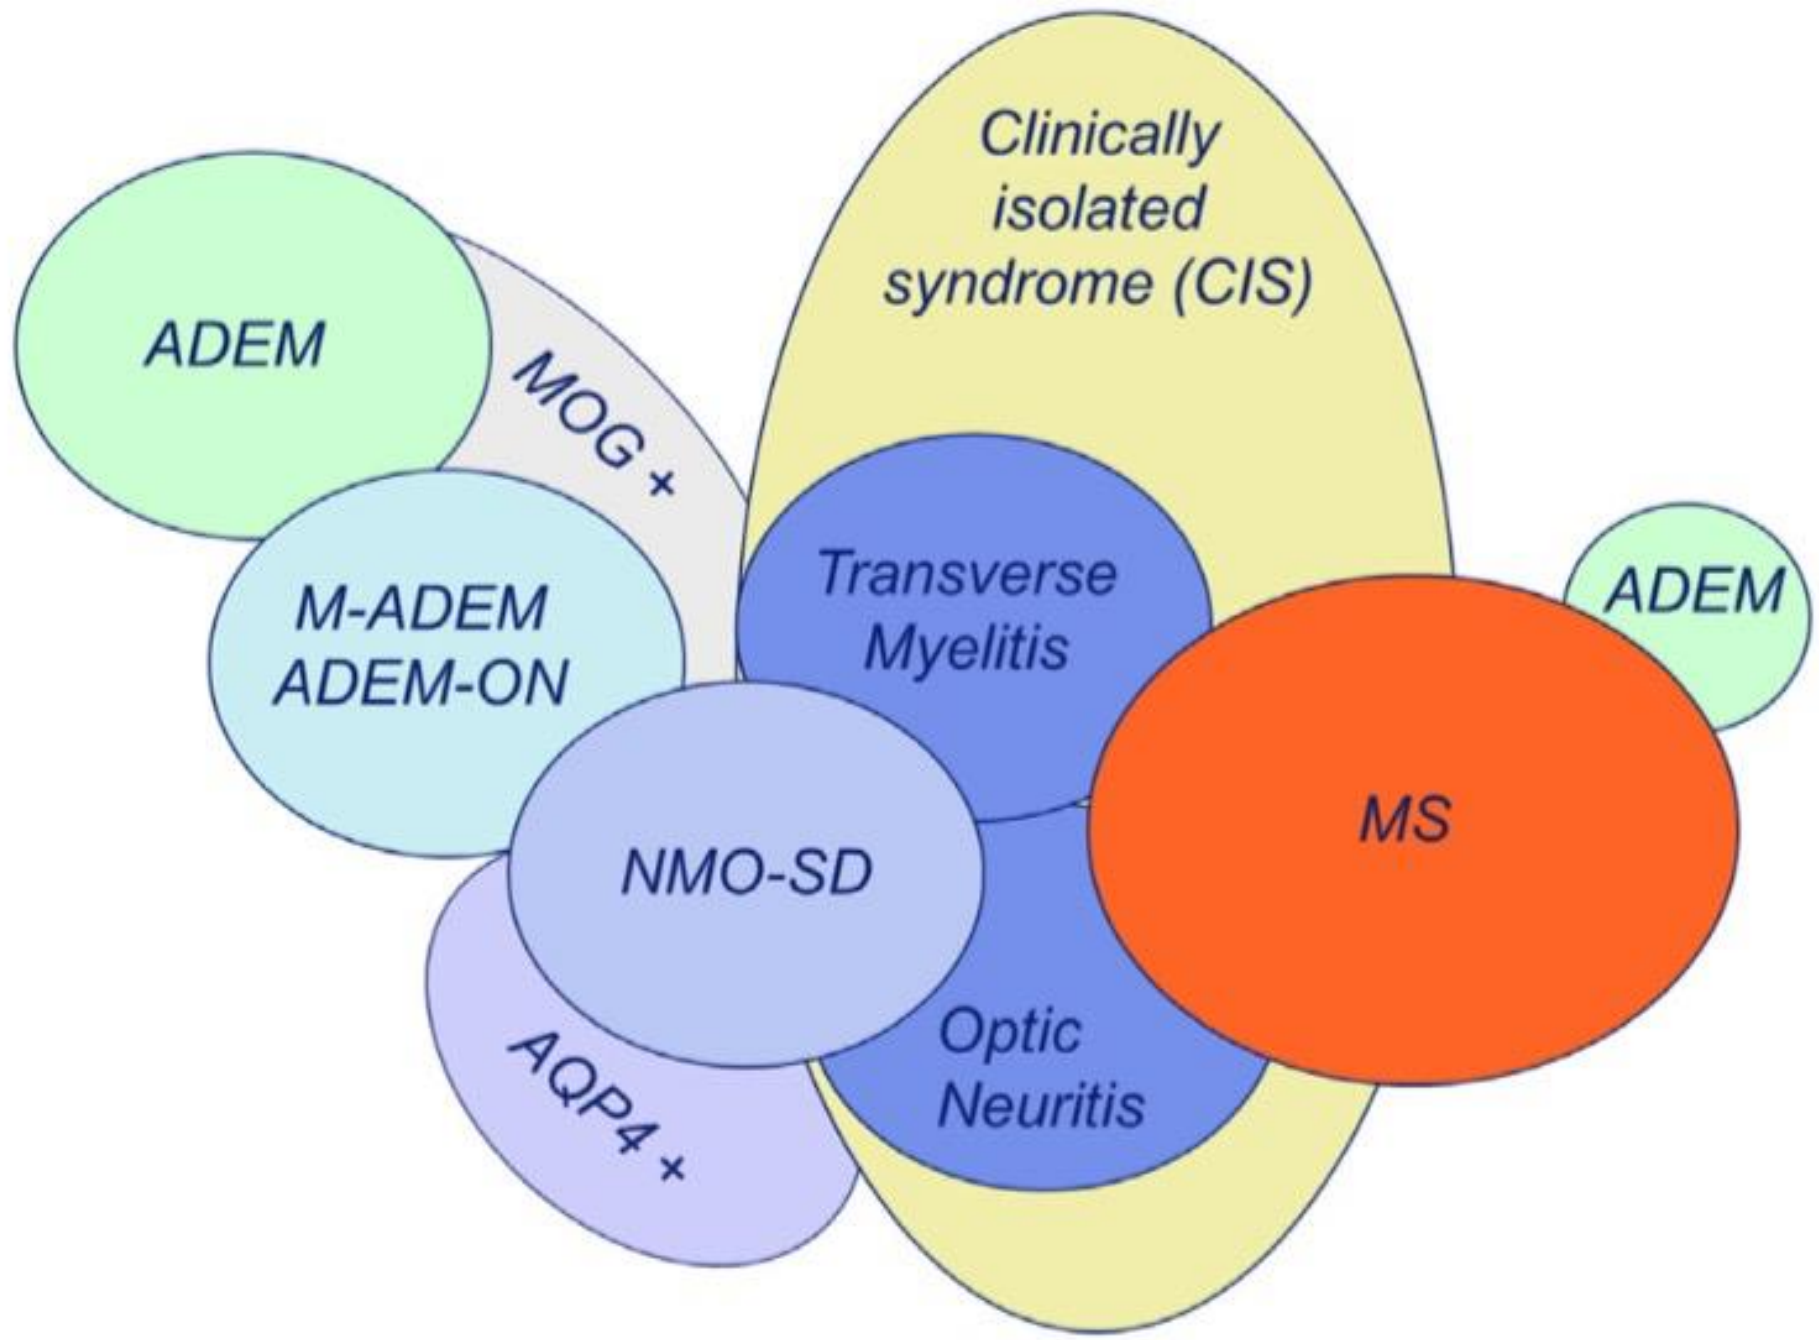 Clinically
isolated
syndrome (CIS)
ADEM
MOG +
Transverse
Myelitis
ADEM
M-ADEM
ADEM-ON
MS
NMO-SD
Optic
Neuritis
AQP4 +